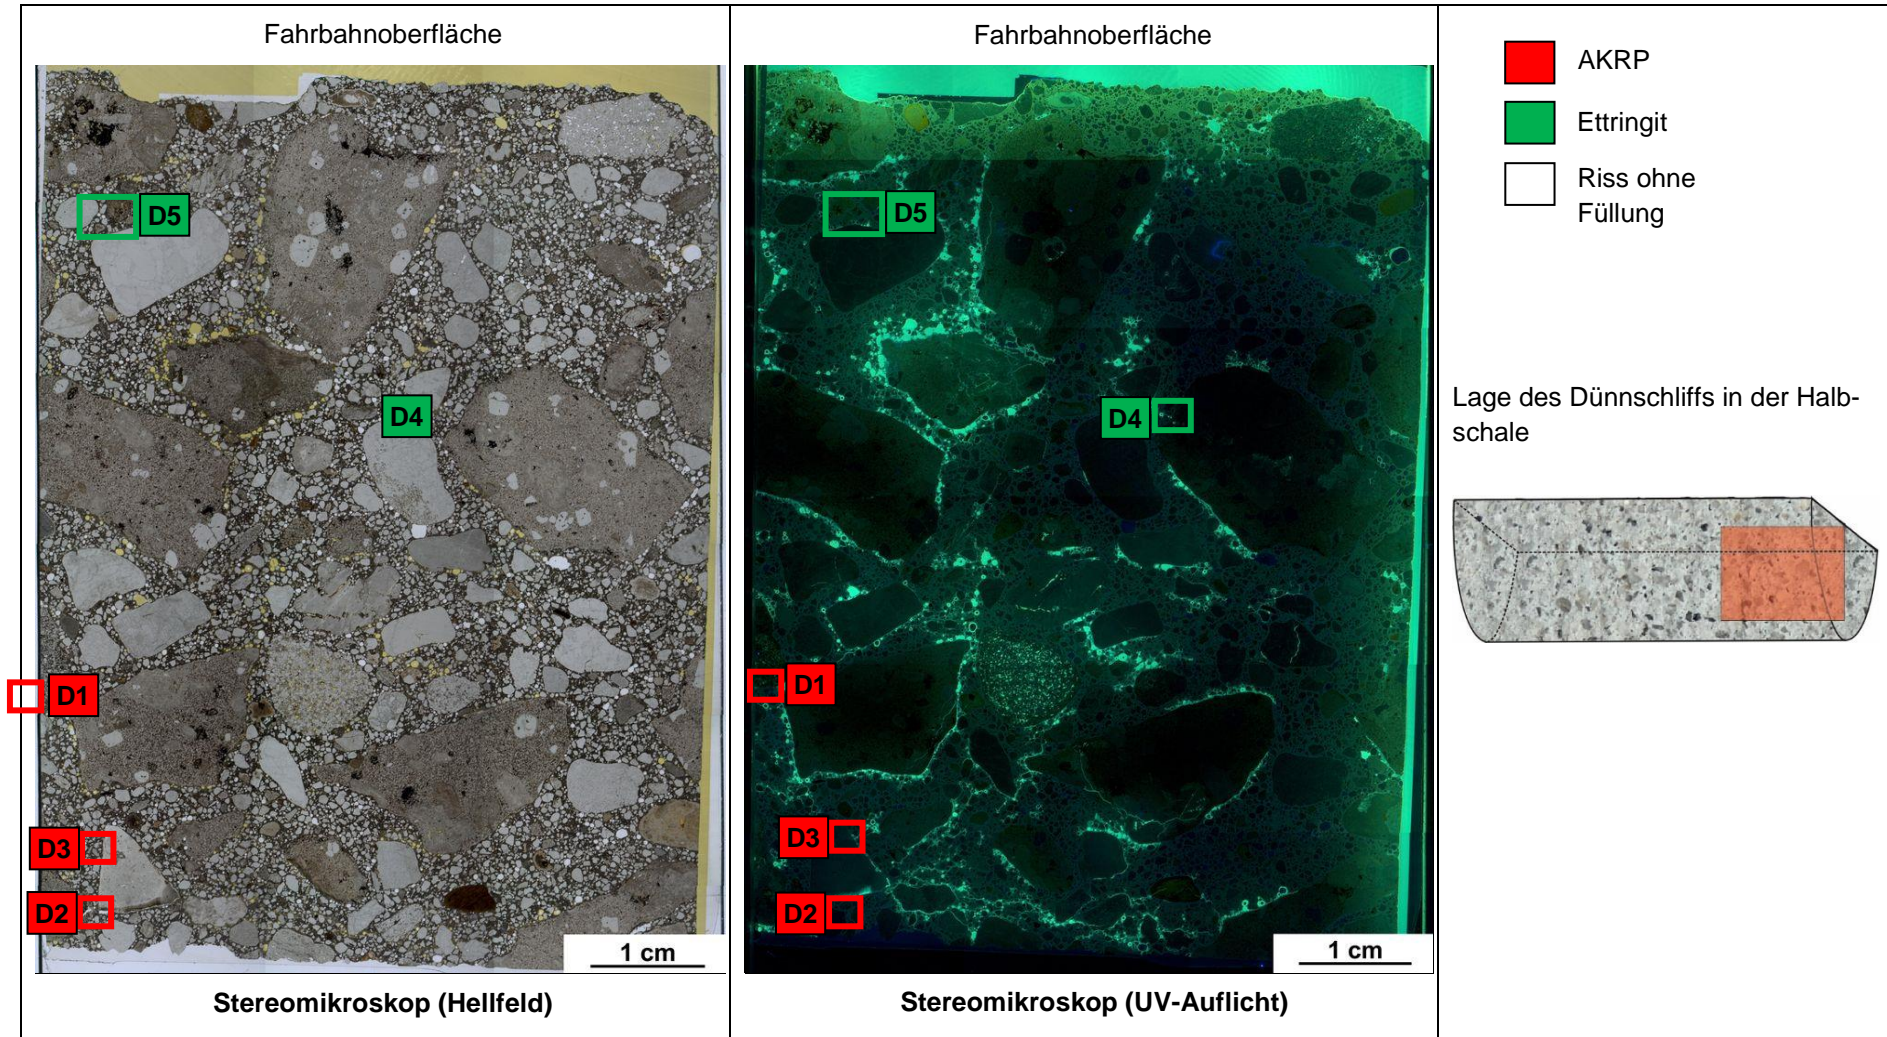 Fahrbahnoberfläche
D5
D4
D1
D3
D2
1 cm
Stereomikroskop (Hellfeld)
Fahrbahnoberfläche
D5
D4
D1
D3
D2
1 cm
Stereomikroskop (UV-Auflicht)
AKRP
Ettringit
Riss ohne
Füllung
Lage des Dünnschliffs in der Halb-
schale